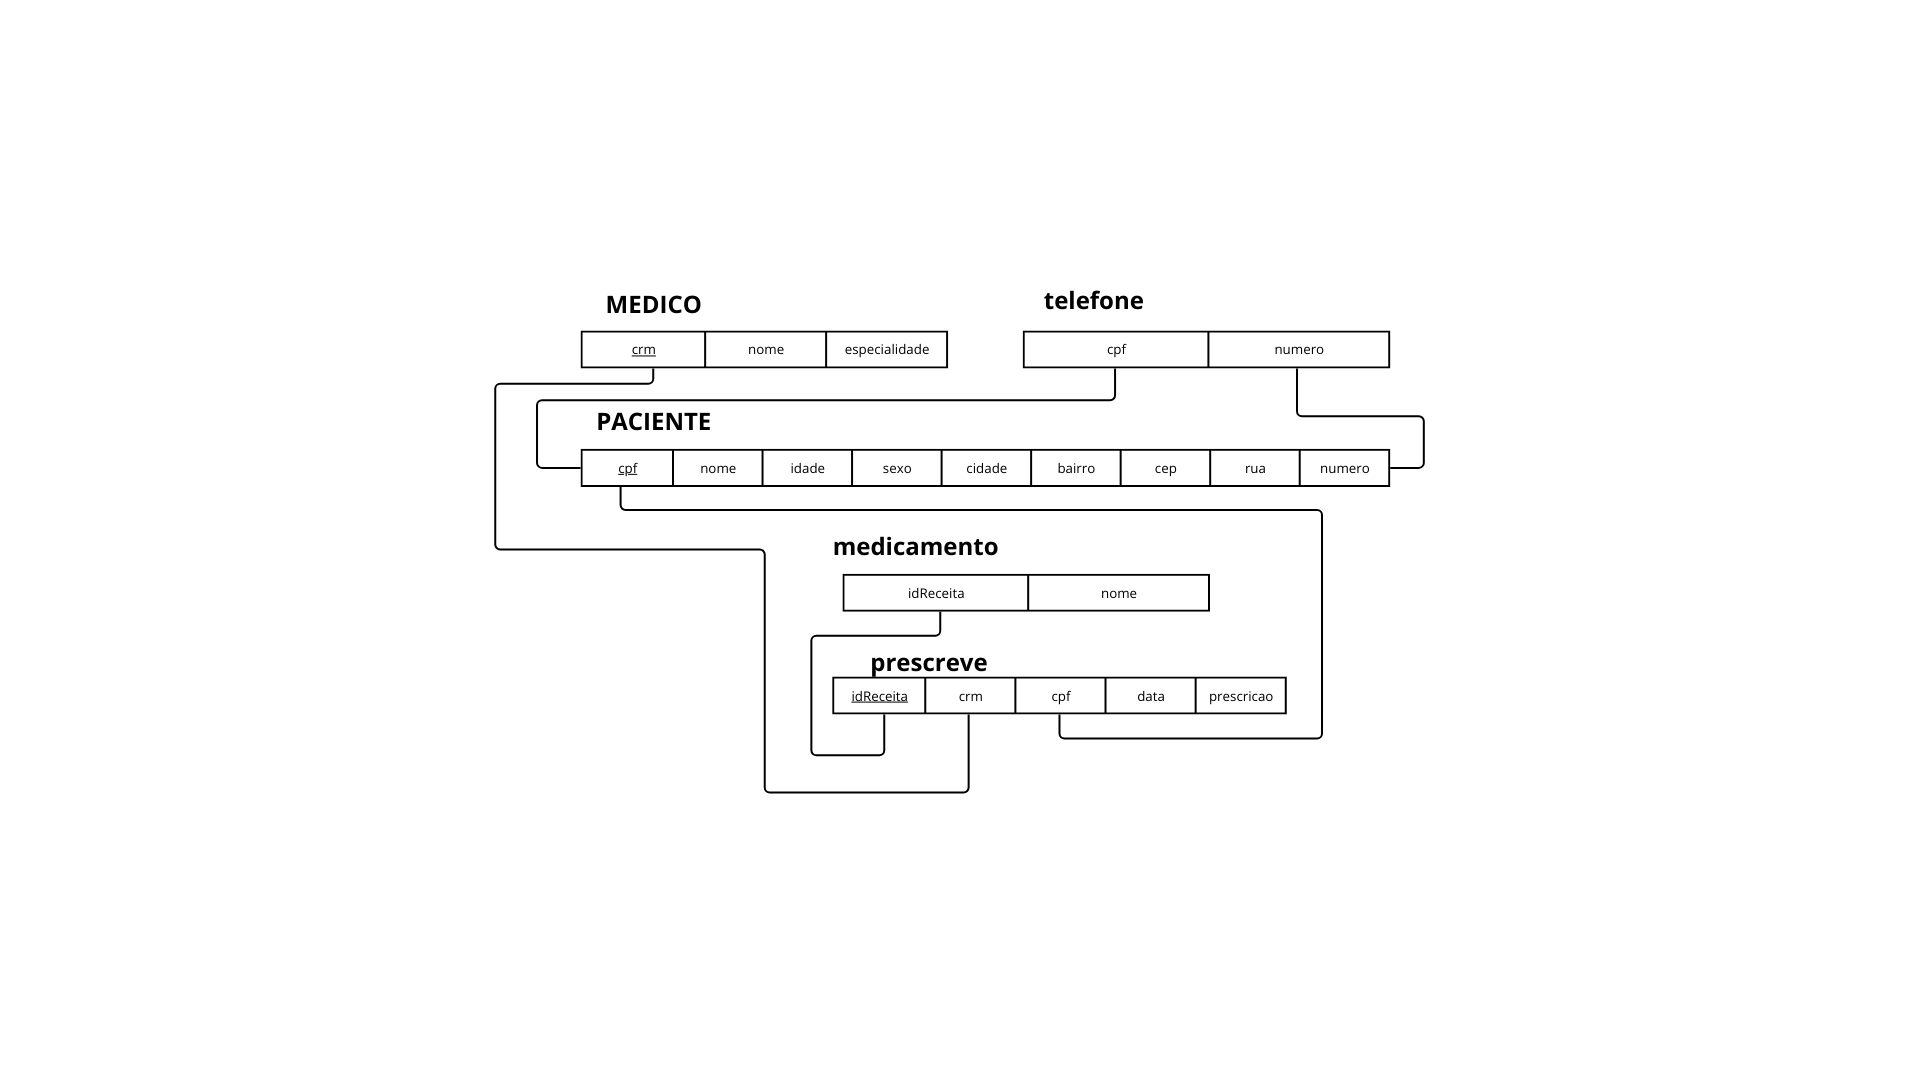 MEDICO
telefone
crm nome especialidade
cpf numero
PACIENTE
cpf nome idade sexo cidade bairro cep rua numero
medicamento
idReceita nome
prescreve
idReceita crm cpf data prescricao